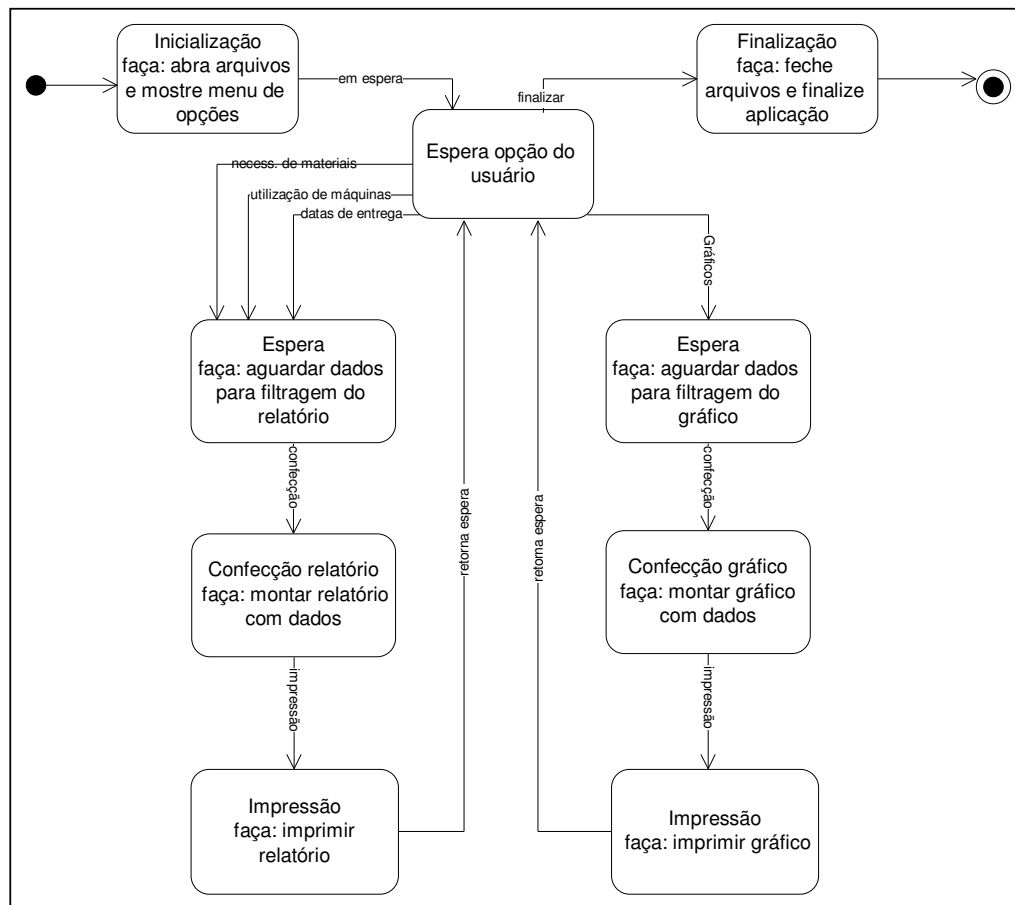 Inicialização
faça: abra arquivos
e mostre menu de
opções
em espera
finalizar
Finalização
faça: feche
arquivos e finalize
aplicação
Espera opção do
usuário
necess. de materiais
utilização de máquinas
datas de entrega
Gráficos
Espera
faça: aguardar dados
para filtragem do
relatório
Espera
faça: aguardar dados
para filtragem do
gráfico
confecção
confecção
retorna espera
retorna espera
Confecção relatório
faça: montar relatório
com dados
Confecção gráfico
faça: montar gráfico
com dados
impressão
impressão
Impressão
faça: imprimir
relatório
Impressão
faça: imprimir gráfico